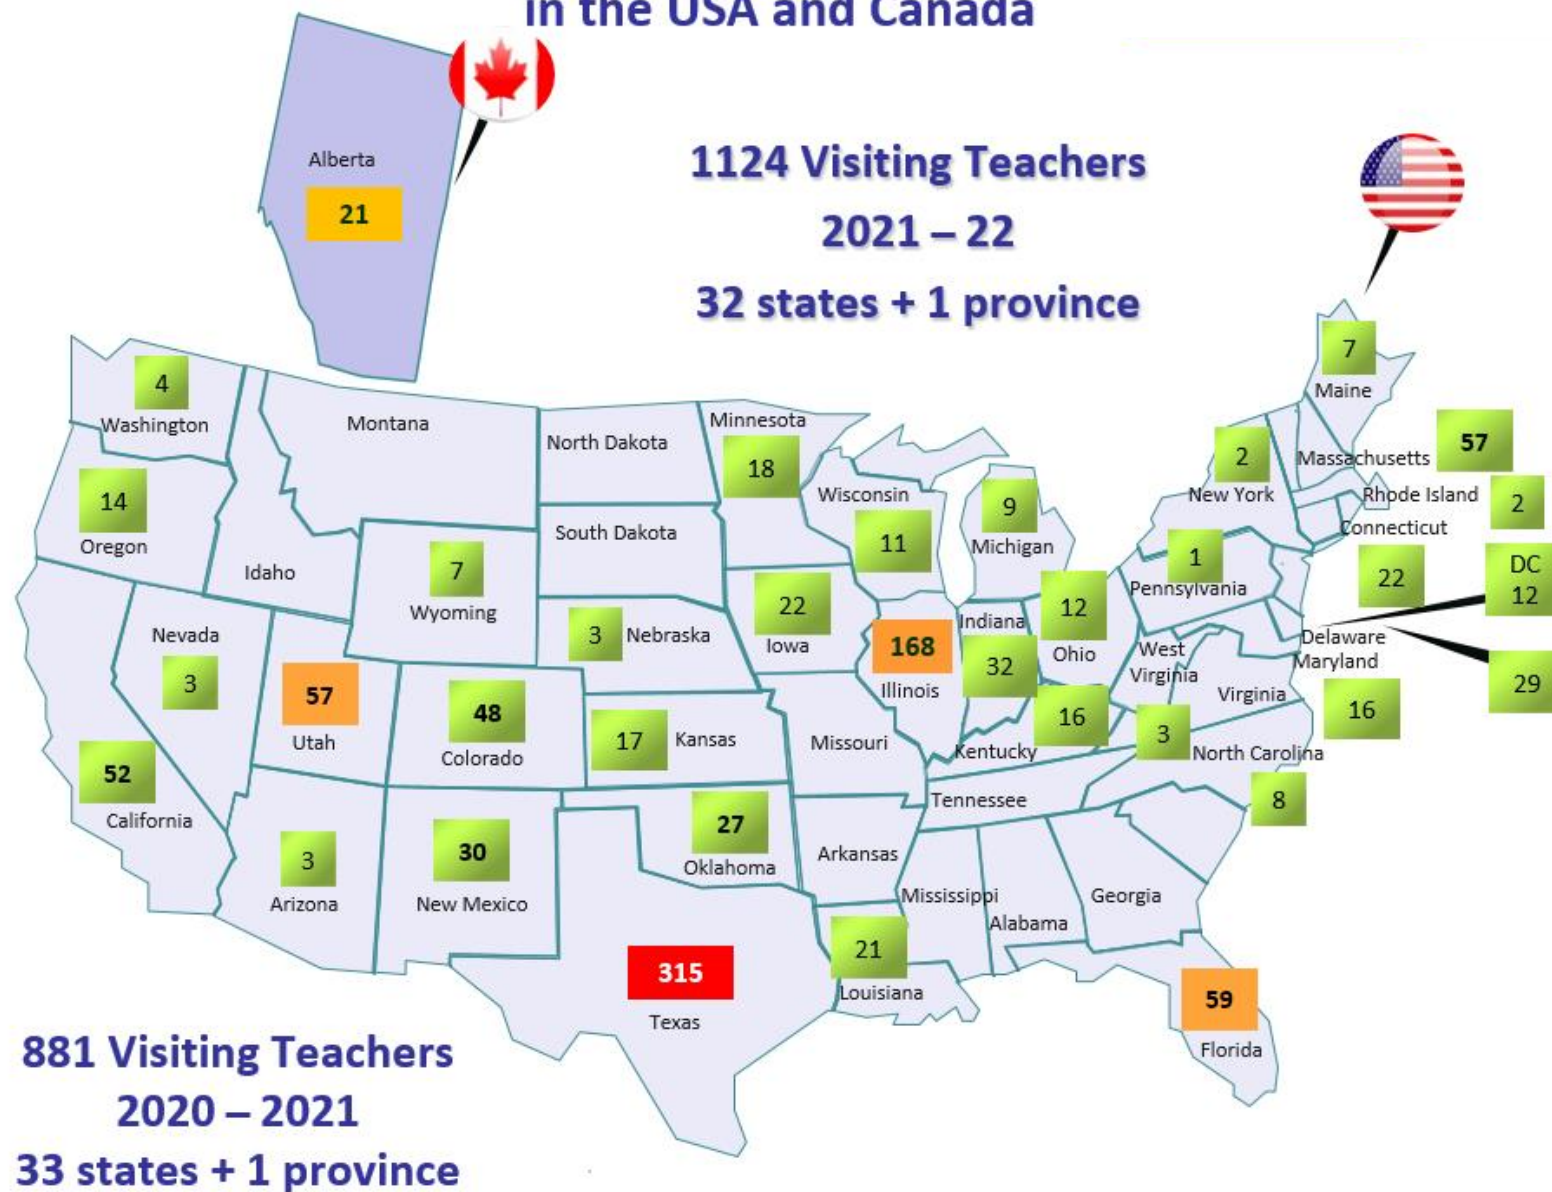 in the USA and Canada
Alberta
21
1124 Visiting Teachers
2021 – 22
32 states + 1 province
7
Maine
4
Washington
Montana
North Dakota
Minnesota
18
Wisconsin
11
9
Michigan
2
New York
Massachusetts
57
Rhode Island
2
Connecticut
22
DC
12
14
Oregon
Idaho
7
Wyoming
South Dakota
3
Nebraska
22
Iowa
168
Illinois
Indiana
32
12
Ohio
1
Pennsylvania
West
Virginia
Virginia
Delaware
Maryland
29
16
Nevada
3
57
Utah
48
Colorado
17
Kansas
Missouri
Kentucky
16
3
North Carolina
8
52
California
3
Arizona
30
New Mexico
27
Oklahoma
Arkansas
Tennessee
Mississippi
Alabama
Georgia
315
Texas
21
Louisiana
59
Florida
881 Visiting Teachers
2020 – 2021
33 states + 1 province